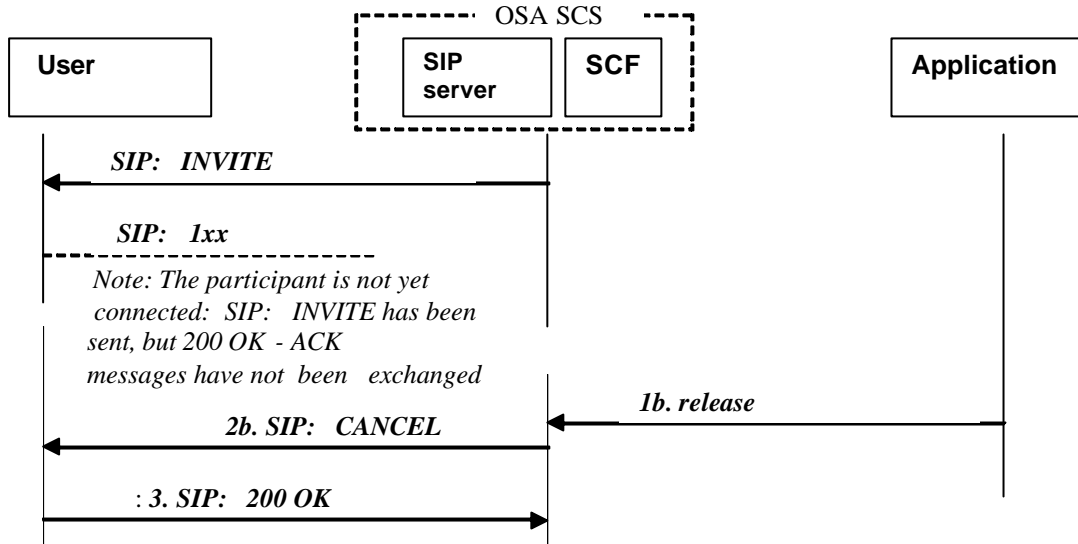 OSA SCS
User
SIP
server
SCF
Application
SIP: INVITE
SIP: 1xx
Note: The participant is not yet
connected: SIP: INVITE has been
sent, but 200 OK - ACK
messages have not been exchanged
1b. release
2b. SIP: CANCEL
: 3. SIP: 200 OK